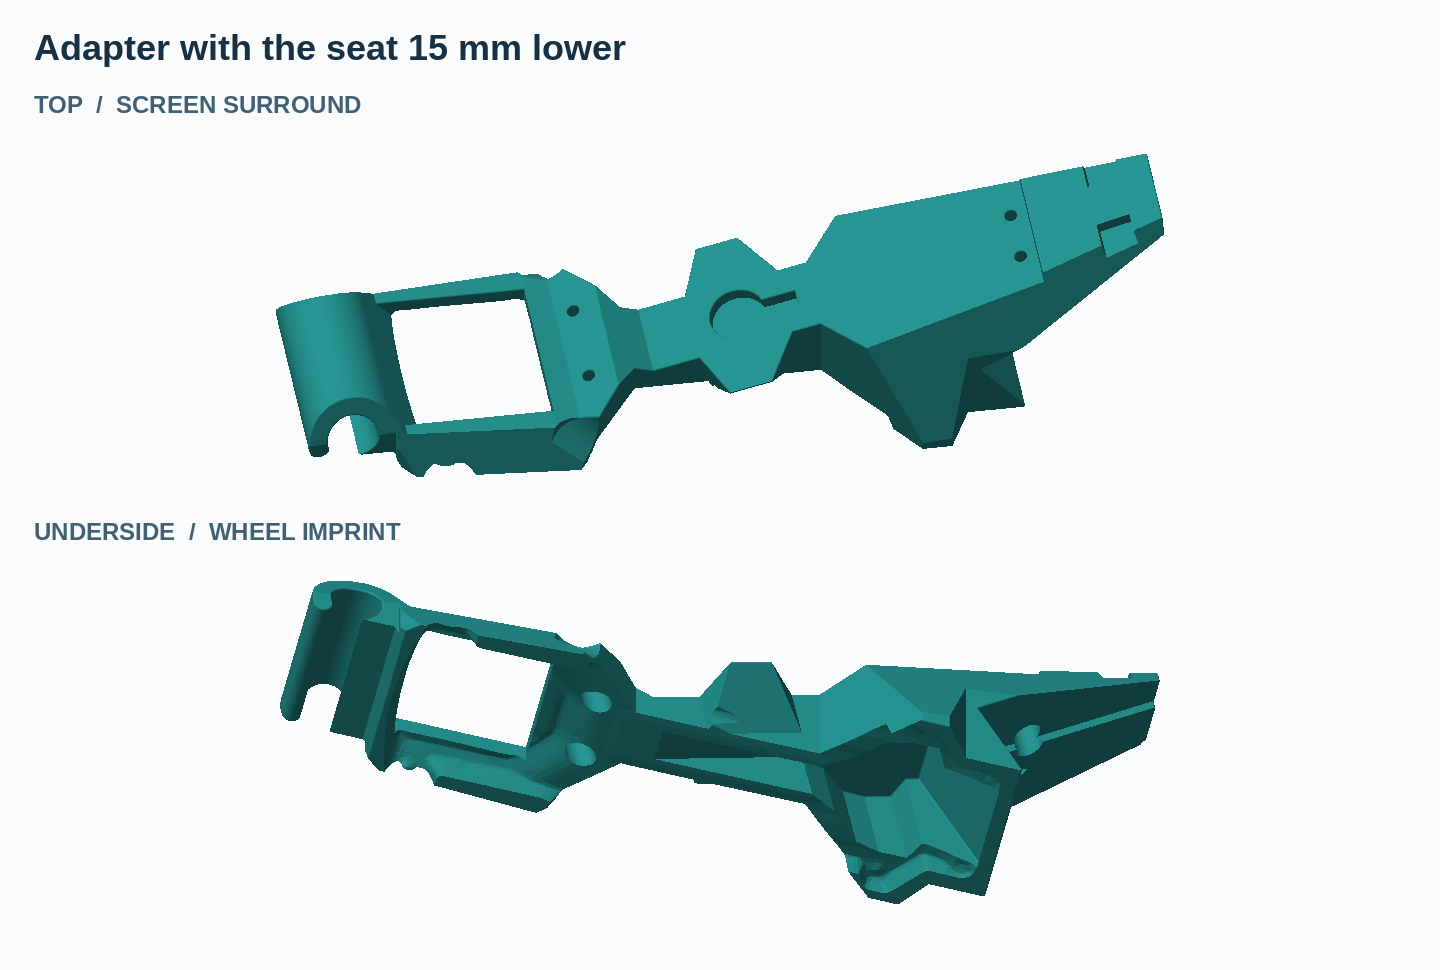 Adapter with the seat 15 mm lower
TOP / SCREEN SURROUND
UNDERSIDE / WHEEL IMPRINT